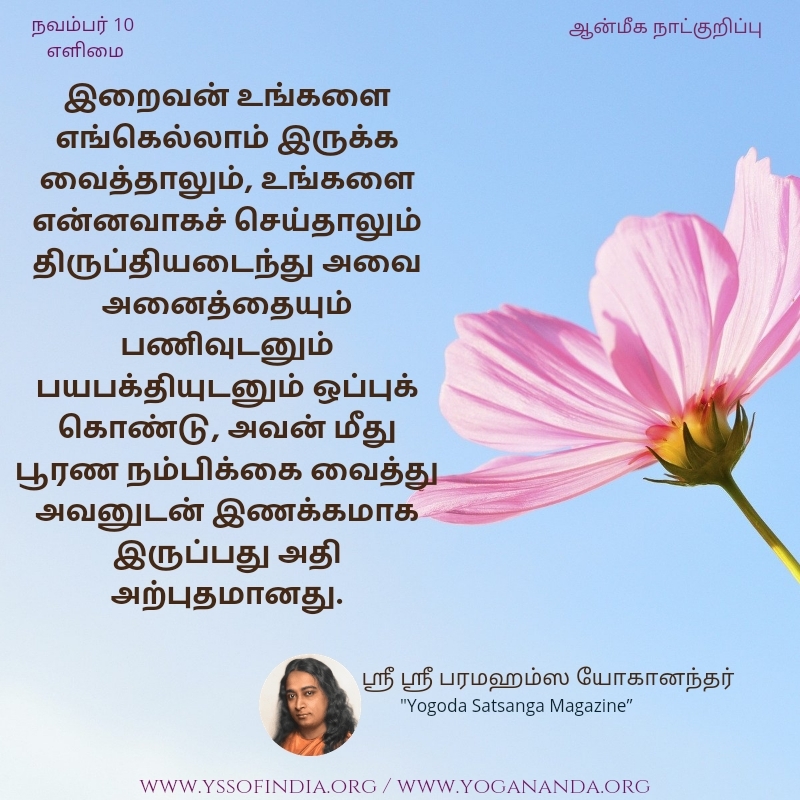 நவம்பர் 10
எளிமை
ஆன்மீக நாட்குறிப்பு
இறைவன் உங்களை
எங்கெல்லாம் இருக்க
வைத்தாலும், உங்களை
என்னவாகச் செய்தாலும்
திருப்தியடைந்து அவை
அனைத்தையும்
பணிவுடனும்
பயபக்தியுடனும் ஒப்புக்
கொண்டு, அவன் மீது
பூரண நம்பிக்கை வைத்து
அவனுடன் இணக்கமாக
இருப்பது அதி
அற்புதமானது.
ஸ்ரீ ஸ்ரீ பரமஹம்ஸ யோகானந்தர்
"Yogoda Satsanga Magazine”
WWW.YSSOFINDIA.ORG / WWW.YOGANANDA.ORG